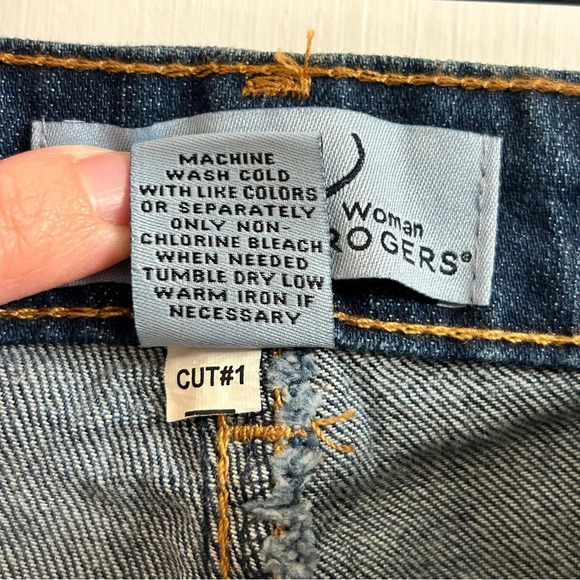 MACHINE
WASH COLD
WITH LIKE COLORS
OR SEPARATELY
ONLY NON-
CHLORINE BLEACH
WHEN NEEDED
TUMBLE DRY LOW
WARM IRON IF
NECESSARY
Woman
ROGERS®
CUT#1